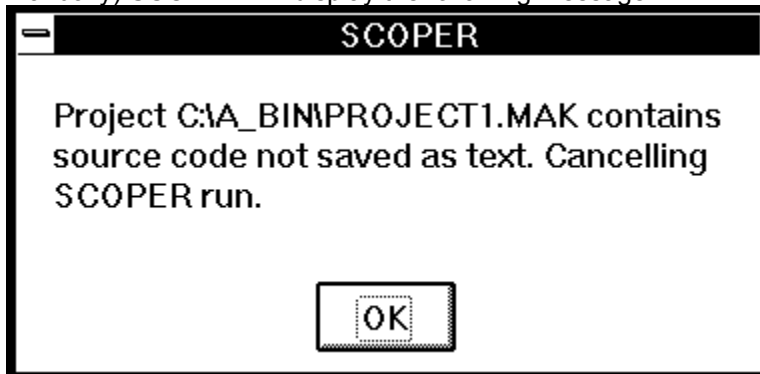 SCOPER
Project C:\A_BIN\PROJECT1.MAK contains
source code not saved as text. Cancelling
SCOPER run.
OK